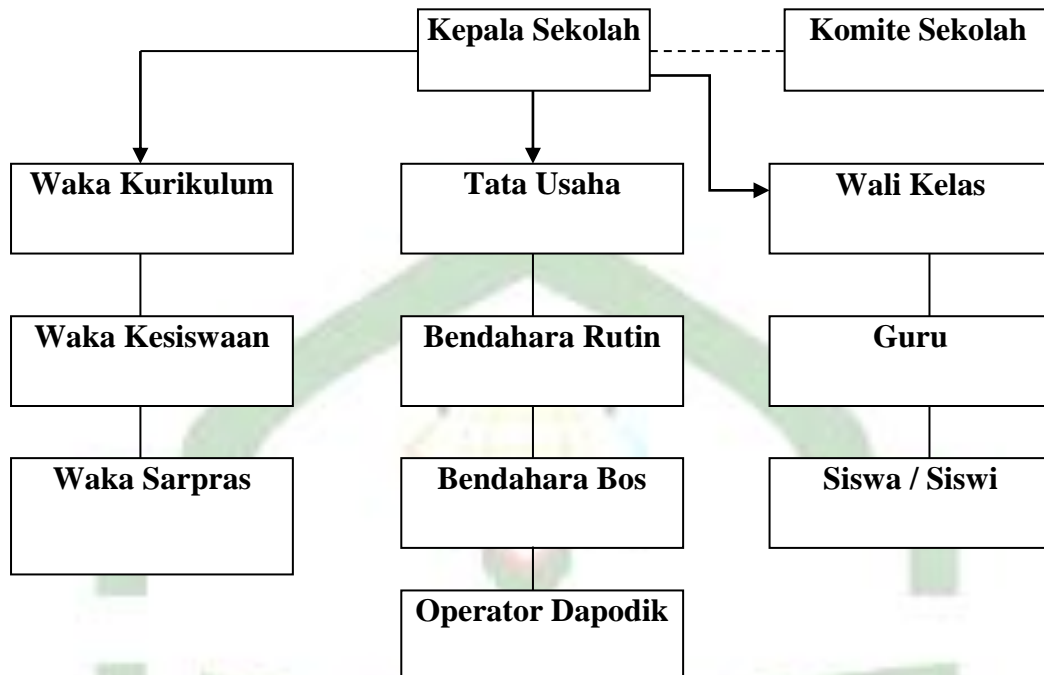 Kepala Sekolah
Komite Sekolah
Waka Kurikulum
Tata Usaha
Wali Kelas
Waka Kesiswaan
Bendahara Rutin
Guru
Waka Sarpras
Bendahara Bos
Siswa / Siswi
Operator Dapodik